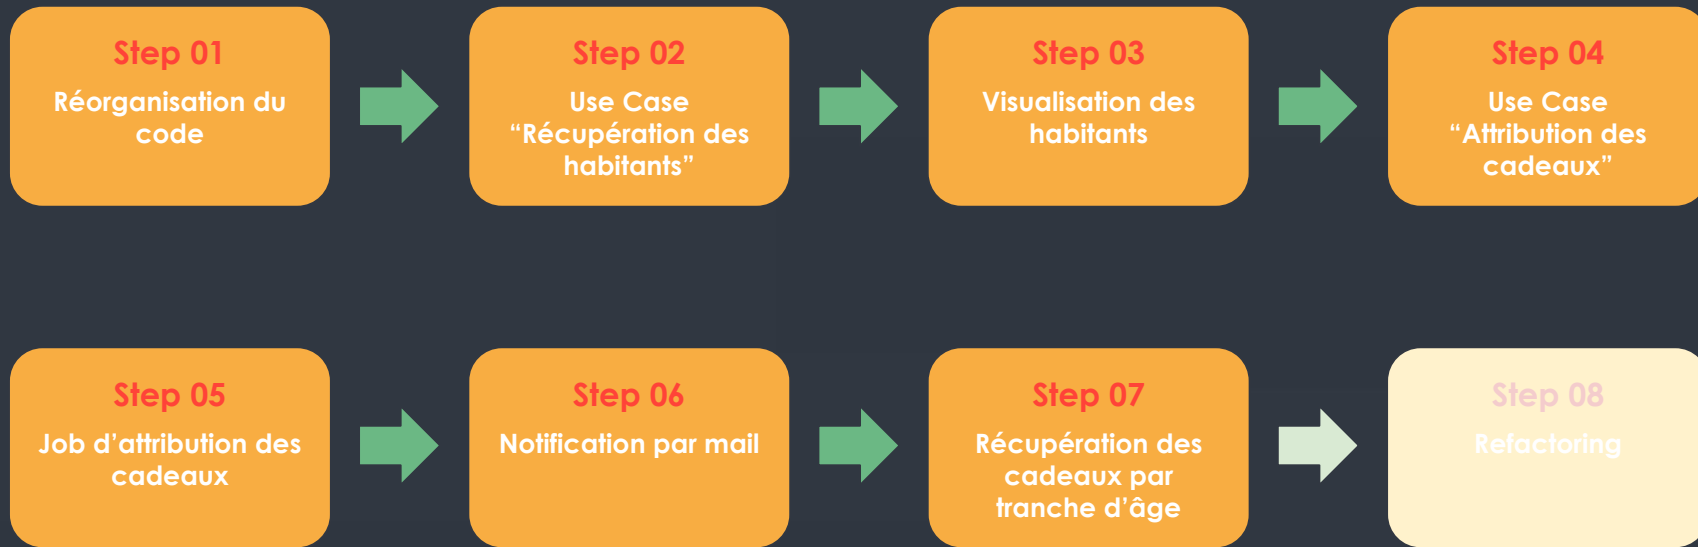 Step 01
Réorganisation du
code
Step 02
Use Case
“Récupération des
habitants”
Step 03
Visualisation des
habitants
Step 04
Use Case
“Attribution des
cadeaux”
Step 05
Job d’attribution des
cadeaux
Step 06
Notification par mail
Step 07
Récupération des
cadeaux par
tranche d’âge
Step 08
Refactoring